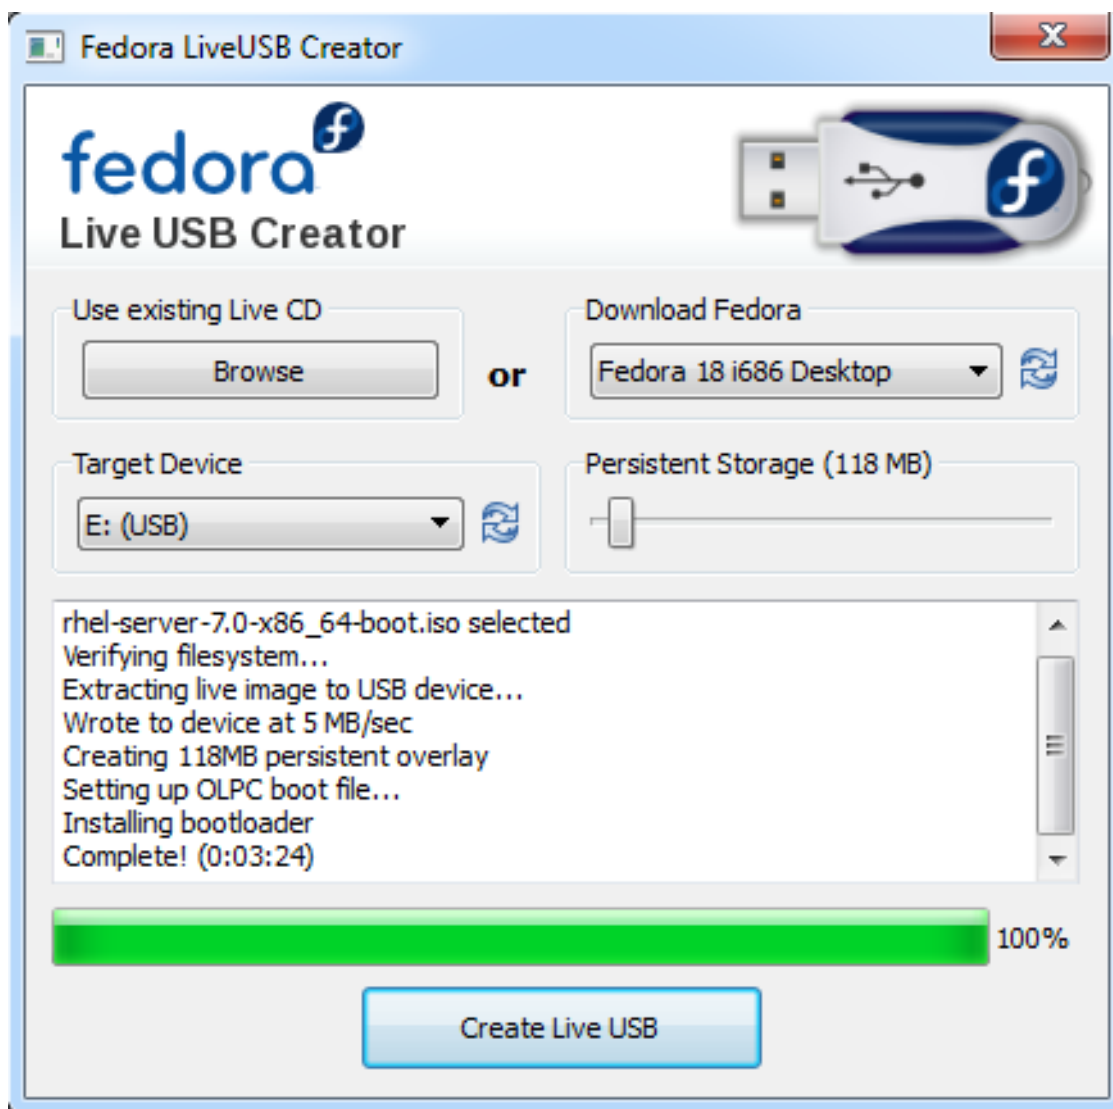 Fedora LiveUSB Creator
fedora
Live USB Creator
Use existing Live CD
Browse
or
Download Fedora
Fedora 18 i686 Desktop
Target Device
E: (USB)
Persistent Storage (118 MB)
rhel-server-7.0-x86_64-boot.iso selected
Verifying filesystem...
Extracting live image to USB device...
Wrote to device at 5 MB/sec
Creating 118MB persistent overlay
Setting up OLPC boot file...
Installing bootloader
Complete! (0:03:24)
100%
Create Live USB